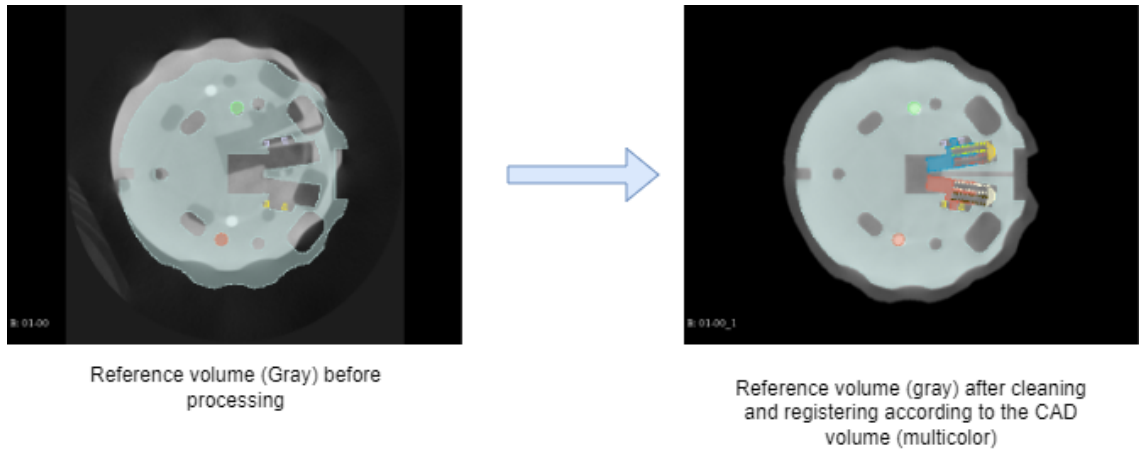 B: 01-00
B: 01-00_1
Reference volume (Gray) before
processing
Reference volume (gray) after cleaning
and registering according to the CAD
volume (multicolor)